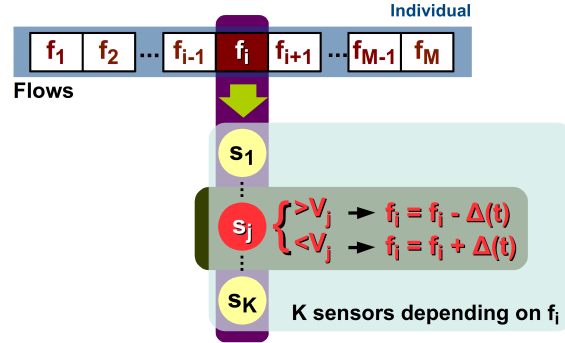 Individual
f1 f2 ... fi-1 fi fi+1 ... fM-1 fM
Flows
s1
sj { >Vj → fi = fi - Δ(t)
<Vj → fi = fi + Δ(t)
sK
K sensors depending on fi